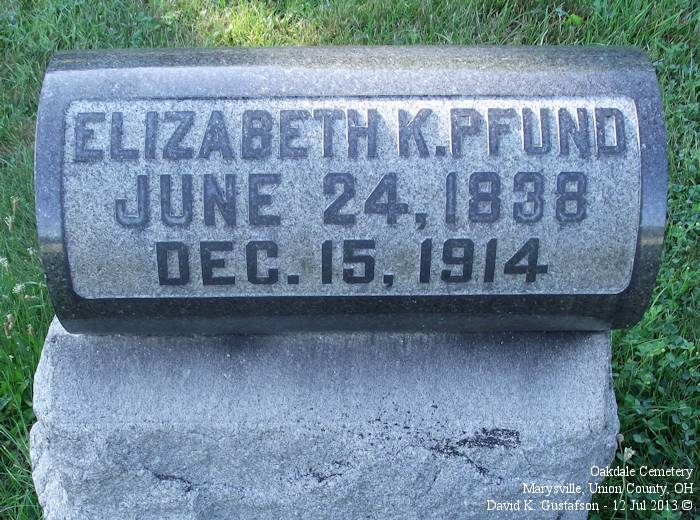 ELIZABETH K. PFUND
JUNE 24, 1838
DEC. 15, 1914
Oakdale Cemetery
Marysville, Union County, OH
David K. Gustafson - 12 Jul 2013 ©